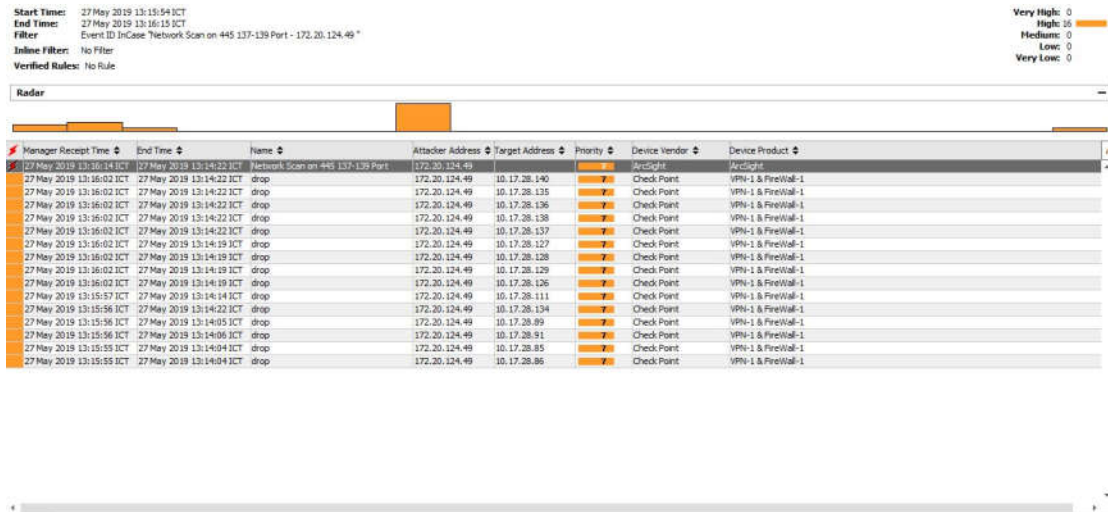 Start Time: 27 May 2019 13:15:54 ICT
End Time: 27 May 2019 13:16:15 ICT
Filter Event ID InCase "Network Scan on 445 137-139 Port - 172.20.124.49 "
Inline Filter: No Filter
Verified Rules: No Rule
Very High: 0
High: 16
Medium: 0
Low: 0
Very Low: 0
Radar
Manager Receipt Time End Time Name Attacker Address Target Address Priority Device Vendor Device Product
27 May 2019 13:16:14 ICT 27 May 2019 13:14:22 ICT Network Scan on 445 137-139 Port 172.20.124.49 ArcSight ArcSight
27 May 2019 13:16:02 ICT 27 May 2019 13:14:22 ICT drop 172.20.124.49 10.17.28.140 7 Check Point VPN-1 & FireWall-1
27 May 2019 13:16:02 ICT 27 May 2019 13:14:22 ICT drop 172.20.124.49 10.17.28.135 7 Check Point VPN-1 & FireWall-1
27 May 2019 13:16:02 ICT 27 May 2019 13:14:22 ICT drop 172.20.124.49 10.17.28.136 7 Check Point VPN-1 & FireWall-1
27 May 2019 13:16:02 ICT 27 May 2019 13:14:22 ICT drop 172.20.124.49 10.17.28.138 7 Check Point VPN-1 & FireWall-1
27 May 2019 13:16:02 ICT 27 May 2019 13:14:22 ICT drop 172.20.124.49 10.17.28.137 7 Check Point VPN-1 & FireWall-1
27 May 2019 13:16:02 ICT 27 May 2019 13:14:19 ICT drop 172.20.124.49 10.17.28.127 7 Check Point VPN-1 & FireWall-1
27 May 2019 13:16:02 ICT 27 May 2019 13:14:19 ICT drop 172.20.124.49 10.17.28.128 7 Check Point VPN-1 & FireWall-1
27 May 2019 13:16:02 ICT 27 May 2019 13:14:19 ICT drop 172.20.124.49 10.17.28.129 7 Check Point VPN-1 & FireWall-1
27 May 2019 13:16:02 ICT 27 May 2019 13:14:19 ICT drop 172.20.124.49 10.17.28.126 7 Check Point VPN-1 & FireWall-1
27 May 2019 13:15:57 ICT 27 May 2019 13:14:14 ICT drop 172.20.124.49 10.17.28.111 7 Check Point VPN-1 & FireWall-1
27 May 2019 13:15:56 ICT 27 May 2019 13:14:22 ICT drop 172.20.124.49 10.17.28.134 7 Check Point VPN-1 & FireWall-1
27 May 2019 13:15:56 ICT 27 May 2019 13:14:05 ICT drop 172.20.124.49 10.17.28.89 7 Check Point VPN-1 & FireWall-1
27 May 2019 13:15:56 ICT 27 May 2019 13:14:06 ICT drop 172.20.124.49 10.17.28.91 7 Check Point VPN-1 & FireWall-1
27 May 2019 13:15:55 ICT 27 May 2019 13:14:04 ICT drop 172.20.124.49 10.17.28.85 7 Check Point VPN-1 & FireWall-1
27 May 2019 13:15:55 ICT 27 May 2019 13:14:04 ICT drop 172.20.124.49 10.17.28.86 7 Check Point VPN-1 & FireWall-1